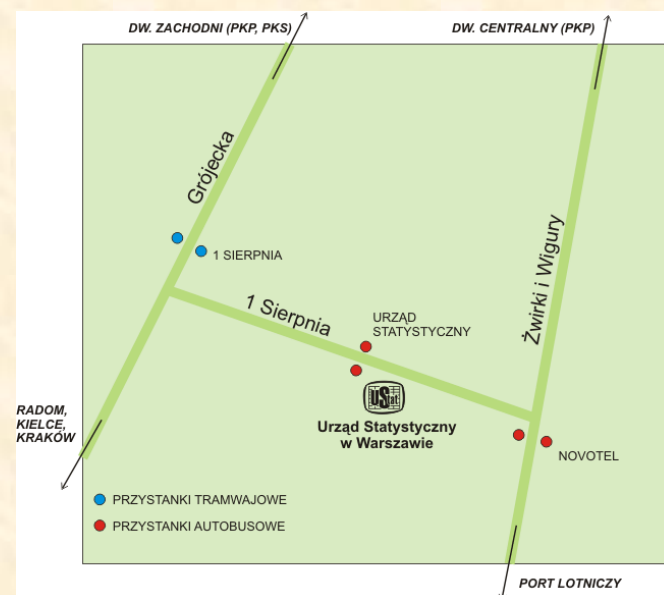 DW. ZACHODNI (PKP, PKS)
DW. CENTRALNY (PKP)
Grójecka
Żwirki i Wigury
1 SIERPNIA
1 Sierpnia
URZĄD
STATYSTYCZNY
UStat
Urząd Statystyczny
w Warszawie
RADOM,
KIELCE,
KRAKÓW
NOVOTEL
PRZYSTANKI TRAMWAJOWE
PRZYSTANKI AUTOBUSOWE
PORT LOTNICZY